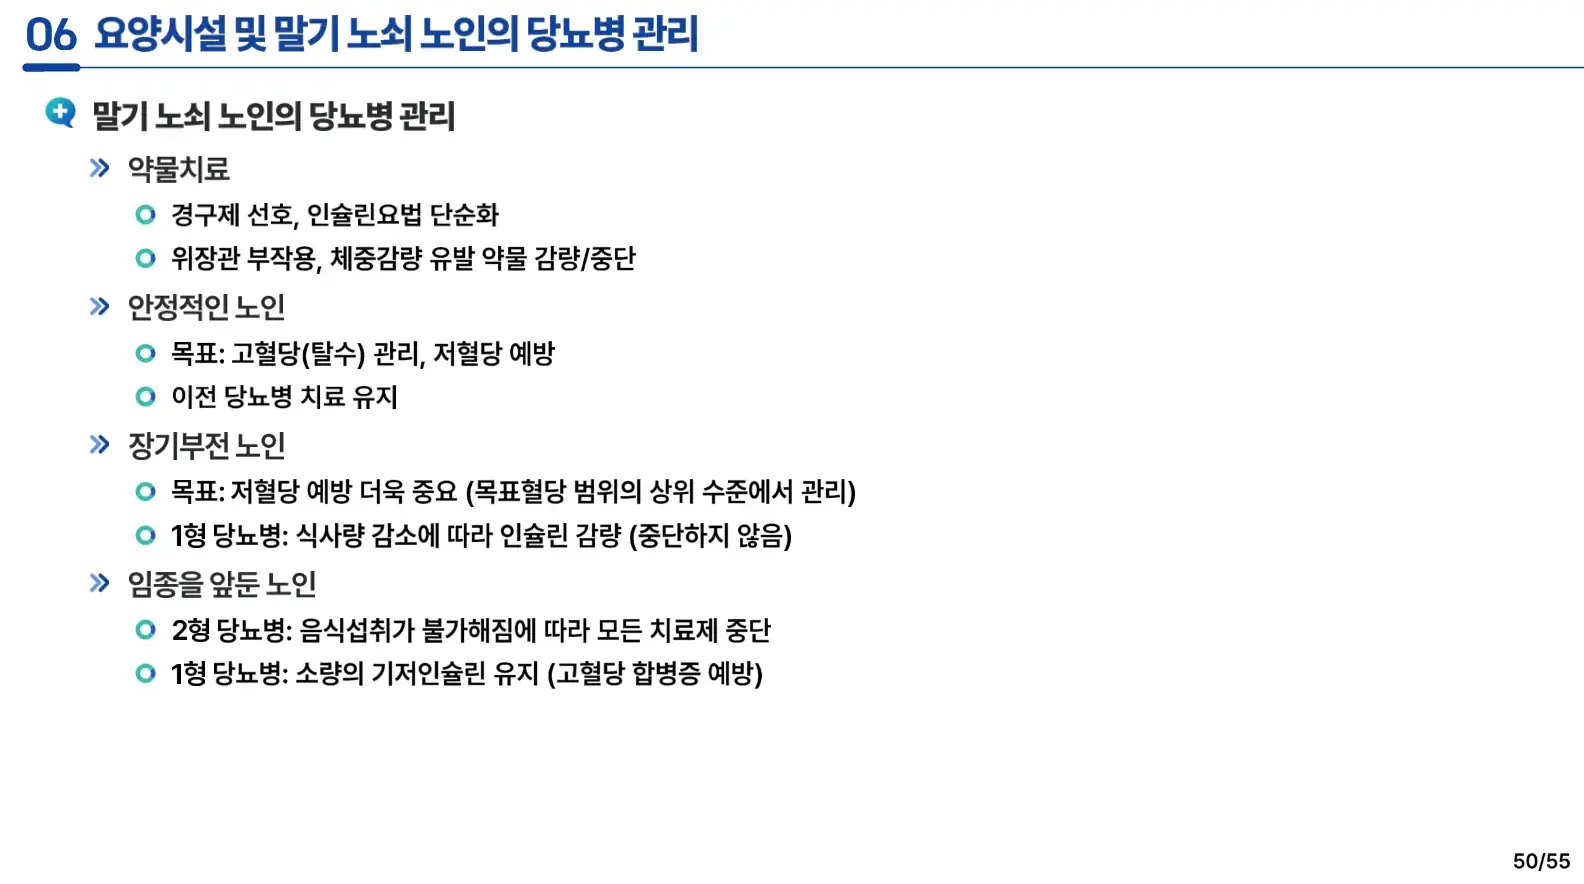 06 요양시설 및 말기 노쇠 노인의 당뇨병 관리
말기 노쇠 노인의 당뇨병 관리
약물치료
경구제 선호, 인슐린요법 단순화
위장관 부작용, 체중감량 유발 약물 감량/중단
안정적인 노인
목표: 고혈당(탈수) 관리, 저혈당 예방
이전 당뇨병 치료 유지
장기부전 노인
목표: 저혈당 예방 더욱 중요 (목표혈당 범위의 상위 수준에서 관리)
1형 당뇨병: 식사량 감소에 따라 인슐린 감량 (중단하지 않음)
임종을 앞둔 노인
2형 당뇨병: 음식섭취가 불가해짐에 따라 모든 치료제 중단
1형 당뇨병: 소량의 기저인슐린 유지 (고혈당 합병증 예방)
50/55